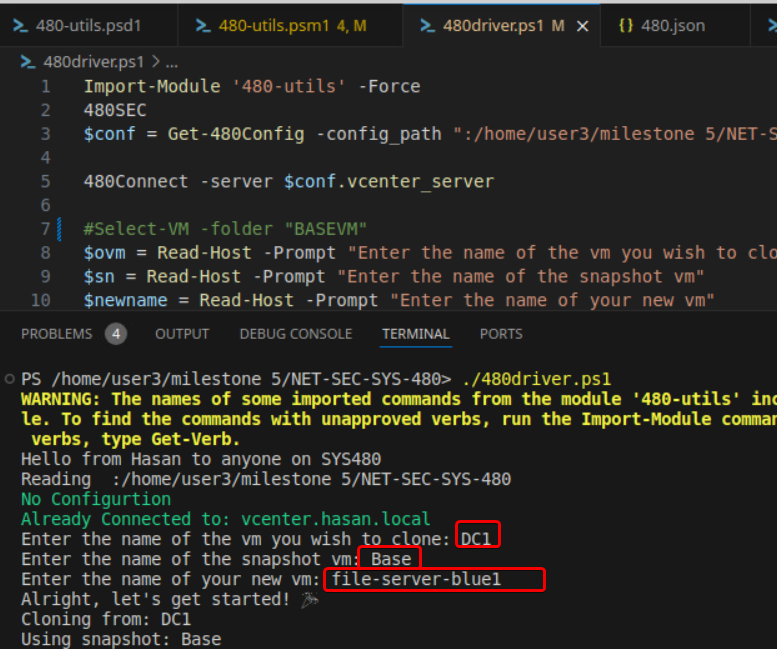 480-utils.psd1
480-utils.psm1 4, M
480driver.ps1 M
{} 480.json
480driver.ps1 > ...
1 Import-Module '480-utils' -Force
2 480SEC
3 $conf = Get-480Config -config_path ":/home/user3/milestone 5/NET-S
4
5 480Connect -server $conf.vcenter_server
6
7 #Select-VM -folder "BASEVM"
8 $ovm = Read-Host -Prompt "Enter the name of the vm you wish to clo
9 $sn = Read-Host -Prompt "Enter the name of the snapshot vm"
10 $newname = Read-Host -Prompt "Enter the name of your new vm"
PROBLEMS 4 OUTPUT DEBUG CONSOLE TERMINAL PORTS
PS /home/user3/milestone 5/NET-SEC-SYS-480> ./480driver.ps1
WARNING: The names of some imported commands from the module '480-utils' inc
le. To find the commands with unapproved verbs, run the Import-Module comman
verbs, type Get-Verb.
Hello from Hasan to anyone on SYS480
Reading :/home/user3/milestone 5/NET-SEC-SYS-480
No Configurtion
Already Connected to: vcenter.hasan.local
Enter the name of the vm you wish to clone: DC1
Enter the name of the snapshot vm: Base
Enter the name of your new vm: file-server-blue1
Alright, let's get started! 🎉
Cloning from: DC1
Using snapshot: Base